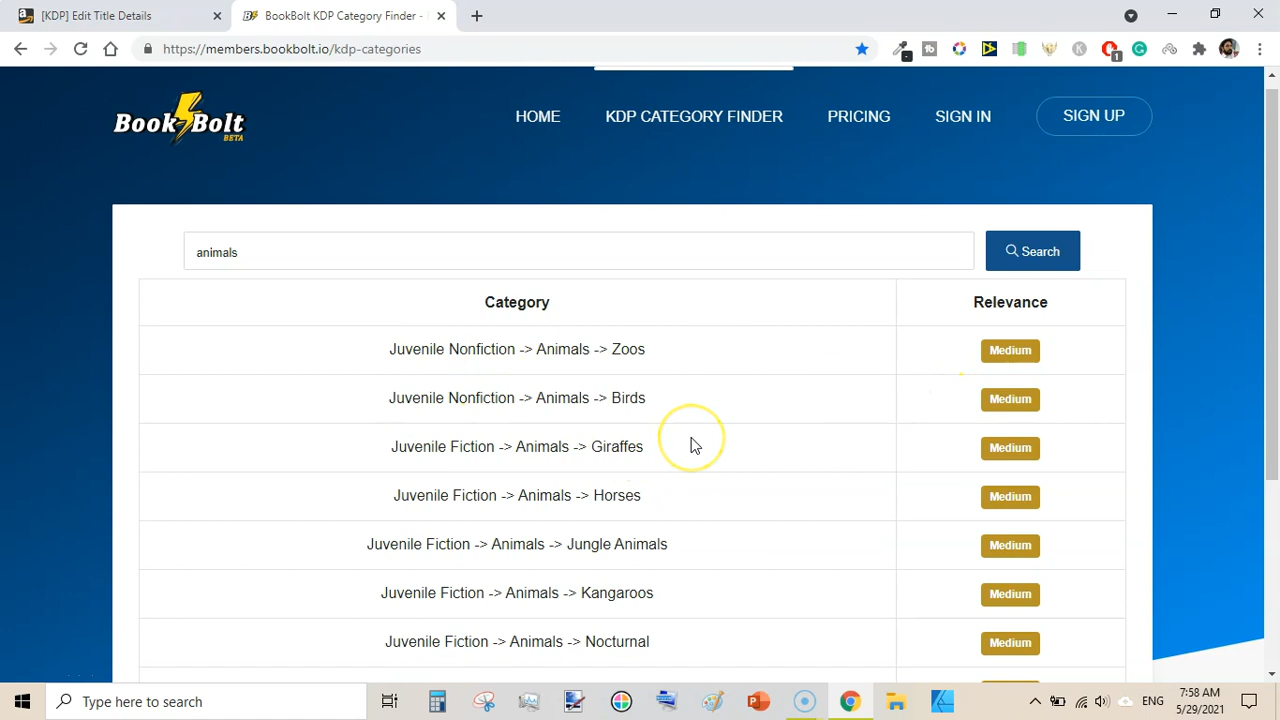 [KDP] Edit Title Details
BookBolt KDP Category Finder -
https://members.bookbolt.io/kdp-categories
1
Book Bolt
BETA
HOME
KDP CATEGORY FINDER
PRICING
SIGN IN
SIGN UP
animals
Search
Category
Relevance
Juvenile Nonfiction -> Animals -> Zoos
Medium
Juvenile Nonfiction -> Animals -> Birds
Medium
Juvenile Fiction -> Animals -> Giraffes
Medium
Juvenile Fiction -> Animals -> Horses
Medium
Juvenile Fiction -> Animals -> Jungle Animals
Medium
Juvenile Fiction -> Animals -> Kangaroos
Medium
Juvenile Fiction -> Animals -> Nocturnal
Medium
Type here to search
ENG
7:58 AM
5/29/2021